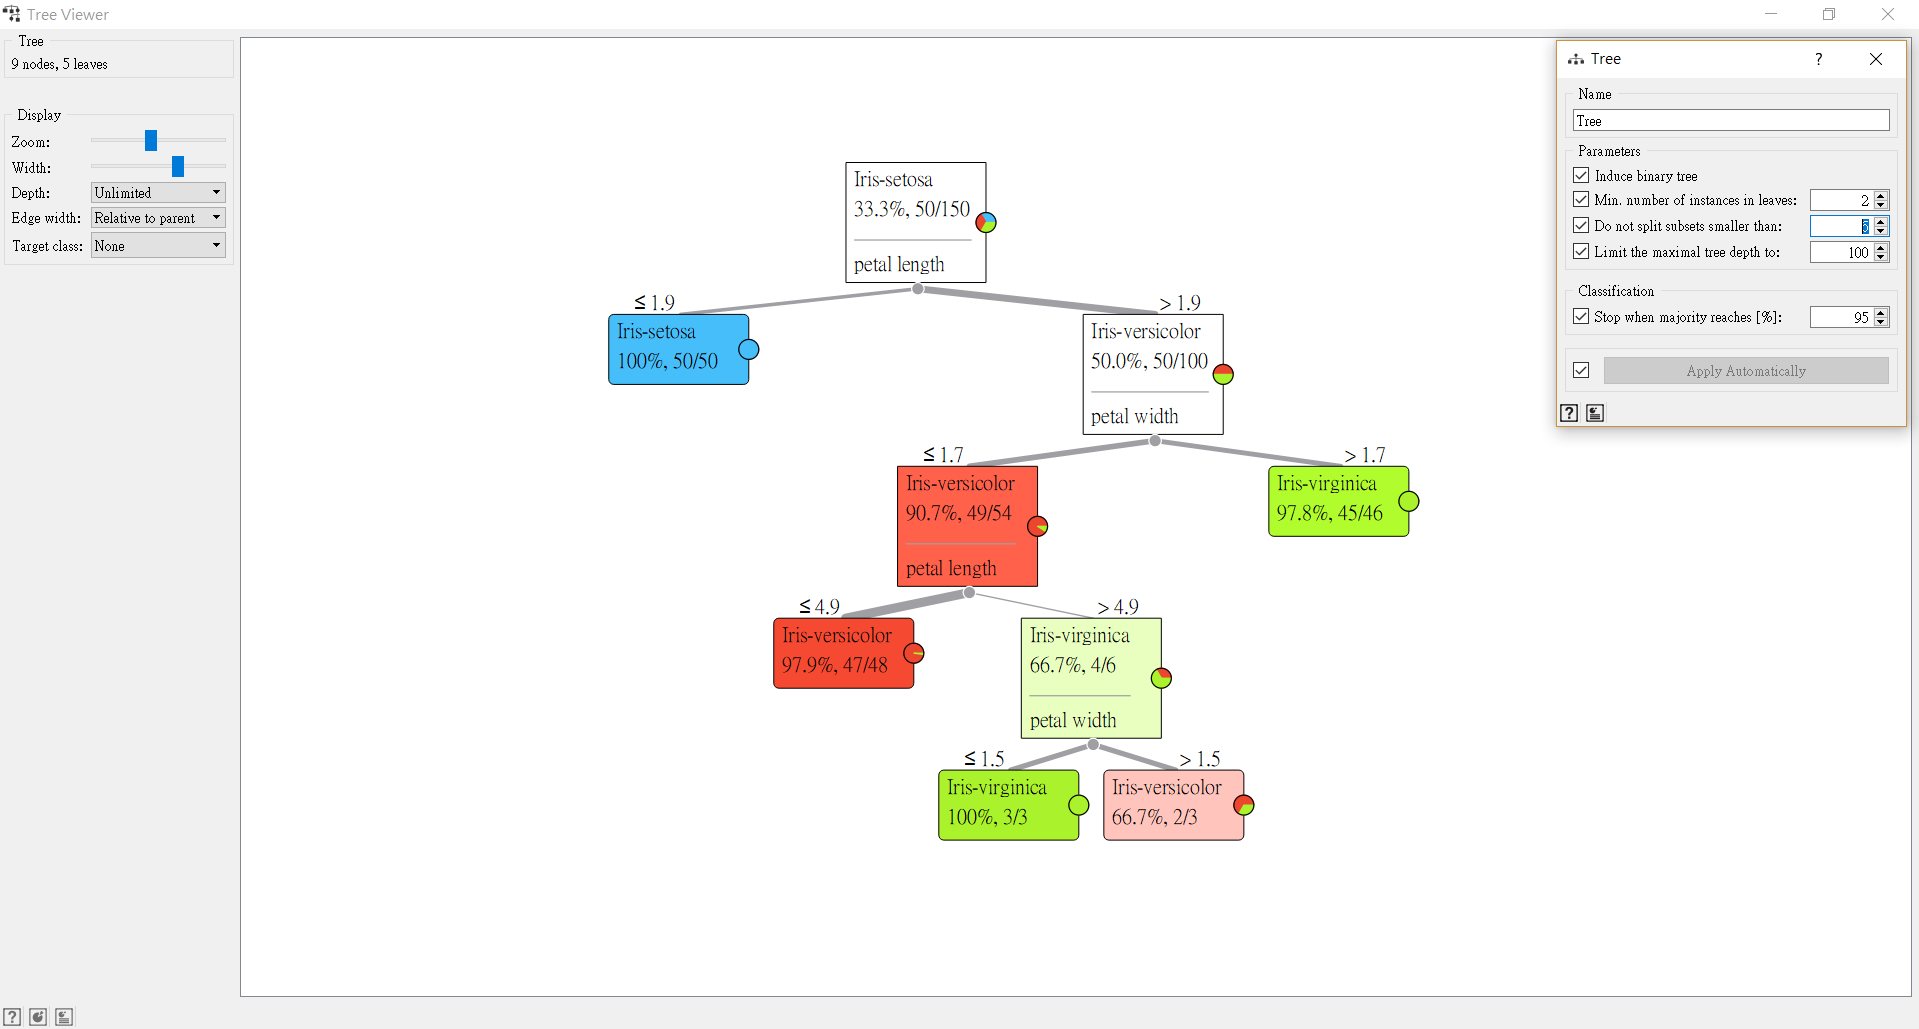 Tree Viewer
Tree
9 nodes, 5 leaves
Display
Zoom:
Width:
Depth: Unlimited
Edge width: Relative to parent
Target class: None
Iris-setosa
33.3%, 50/150
petal length
≤ 1.9
> 1.9
Iris-setosa
100%, 50/50
Iris-versicolor
50.0%, 50/100
petal width
≤ 1.7
> 1.7
Iris-versicolor
90.7%, 49/54
petal length
Iris-virginica
97.8%, 45/46
≤ 4.9
> 4.9
Iris-versicolor
97.9%, 47/48
Iris-virginica
66.7%, 4/6
petal width
≤ 1.5
> 1.5
Iris-virginica
100%, 3/3
Iris-versicolor
66.7%, 2/3
Tree
?
Name
Tree
Parameters
Induce binary tree
Min. number of instances in leaves: 2
Do not split subsets smaller than: 5
Limit the maximal tree depth to: 100
Classification
Stop when majority reaches [%]: 95
Apply Automatically
?
?